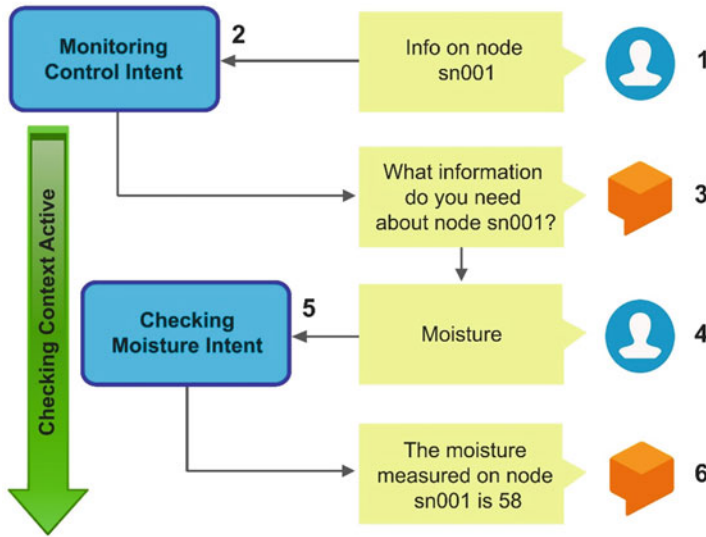 Monitoring
Control Intent
2
Info on node
sn001
1
What information
do you need
about node sn001?
3
Checking Context Active
Checking
Moisture Intent
5
Moisture
4
The moisture
measured on node
sn001 is 58
6